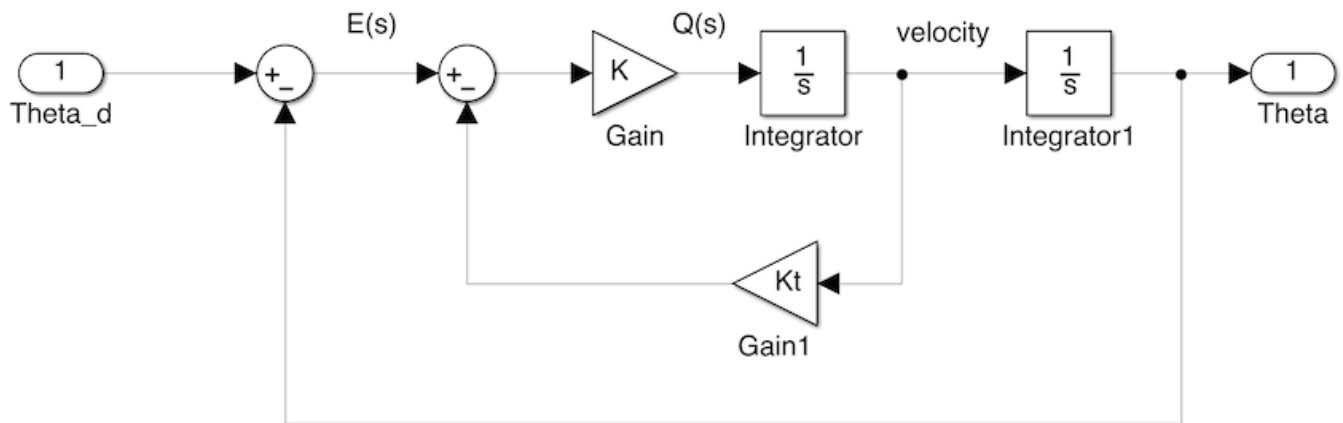 E(s)
Q(s)
velocity
1
Theta_d
+
−
+
−
K
Gain
1
s
Integrator
1
s
Integrator1
1
Theta
Kt
Gain1